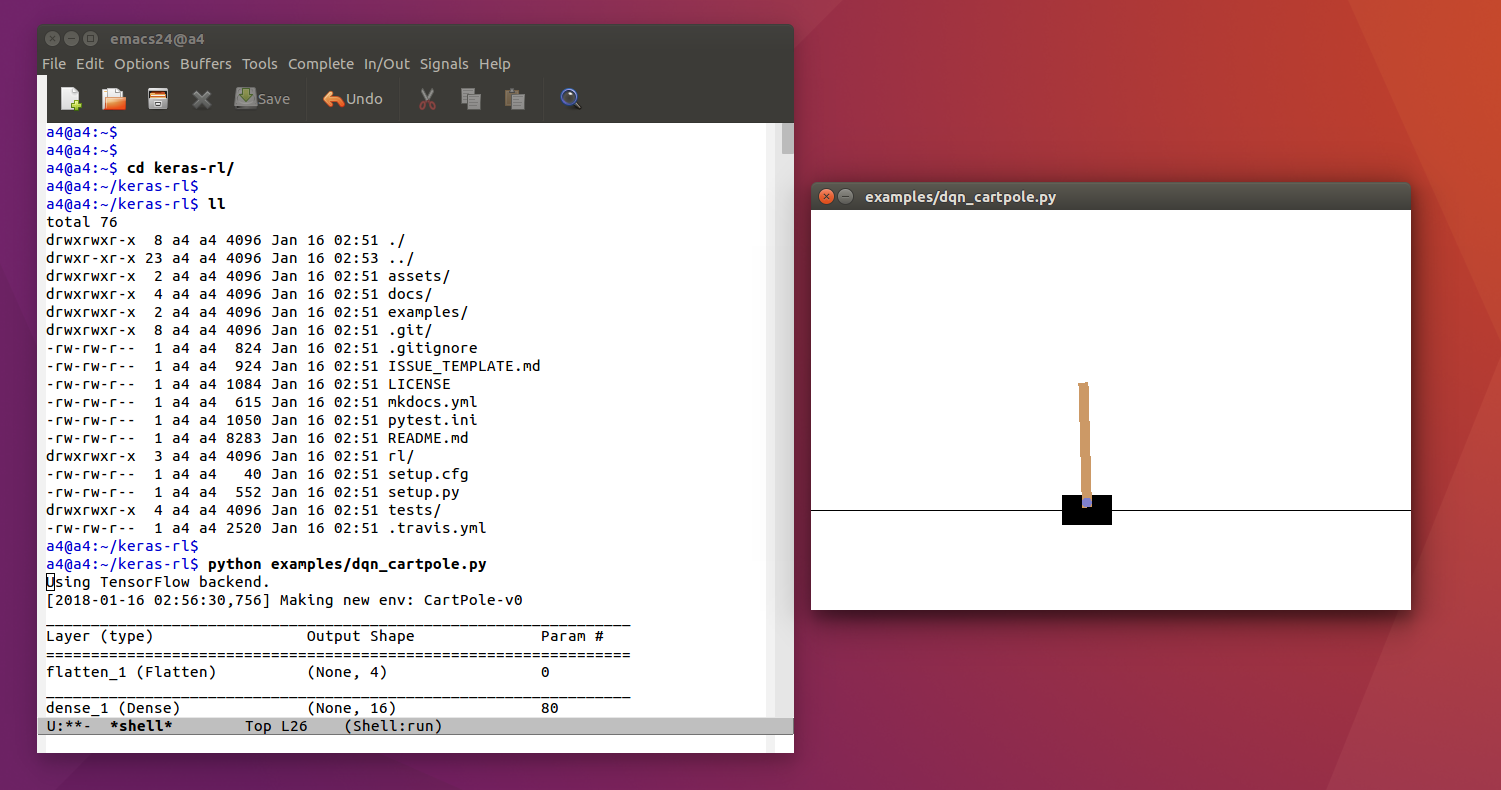 emacs24@a4
File Edit Options Buffers Tools Complete In/Out Signals Help
Save Undo
a4@a4:~$
a4@a4:~$
a4@a4:~$ cd keras-rl/
a4@a4:~/keras-rl$
a4@a4:~/keras-rl$ ll
total 76
drwxrwxr-x  8 a4 a4 4096 Jan 16 02:51 ./
drwxr-xr-x 23 a4 a4 4096 Jan 16 02:53 ../
drwxrwxr-x  2 a4 a4 4096 Jan 16 02:51 assets/
drwxrwxr-x  4 a4 a4 4096 Jan 16 02:51 docs/
drwxrwxr-x  2 a4 a4 4096 Jan 16 02:51 examples/
drwxrwxr-x  8 a4 a4 4096 Jan 16 02:51 .git/
-rw-rw-r--  1 a4 a4  824 Jan 16 02:51 .gitignore
-rw-rw-r--  1 a4 a4  924 Jan 16 02:51 ISSUE_TEMPLATE.md
-rw-rw-r--  1 a4 a4 1084 Jan 16 02:51 LICENSE
-rw-rw-r--  1 a4 a4  615 Jan 16 02:51 mkdocs.yml
-rw-rw-r--  1 a4 a4 1050 Jan 16 02:51 pytest.ini
-rw-rw-r--  1 a4 a4 8283 Jan 16 02:51 README.md
drwxrwxr-x  3 a4 a4 4096 Jan 16 02:51 rl/
-rw-rw-r--  1 a4 a4   40 Jan 16 02:51 setup.cfg
-rw-rw-r--  1 a4 a4  552 Jan 16 02:51 setup.py
drwxrwxr-x  4 a4 a4 4096 Jan 16 02:51 tests/
-rw-rw-r--  1 a4 a4 2520 Jan 16 02:51 .travis.yml
a4@a4:~/keras-rl$
a4@a4:~/keras-rl$ python examples/dqn_cartpole.py
Using TensorFlow backend.
[2018-01-16 02:56:30,756] Making new env: CartPole-v0
_________________________________________________________________
Layer (type)                 Output Shape              Param #
=================================================================
flatten_1 (Flatten)          (None, 4)                 0
_________________________________________________________________
dense_1 (Dense)              (None, 16)                80
U:**-  *shell*        Top L26    (Shell:run)
examples/dqn_cartpole.py